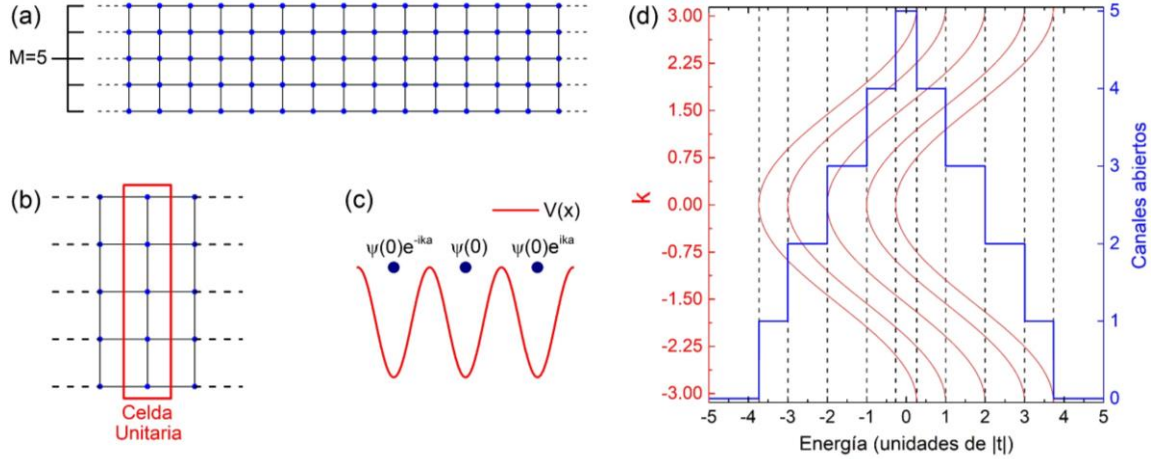 (a)
M=5
(b)
Celda
Unitaria
(c)
V(x)
ψ(0)e^-ika
ψ(0)
ψ(0)e^ika
(d)
3.00
2.25
1.50
0.75
0.00
-0.75
-1.50
-2.25
-3.00
k
5
4
3
2
1
0
Canales abiertos
-5 -4 -3 -2 -1 0 1 2 3 4 5
Energía (unidades de |t|)